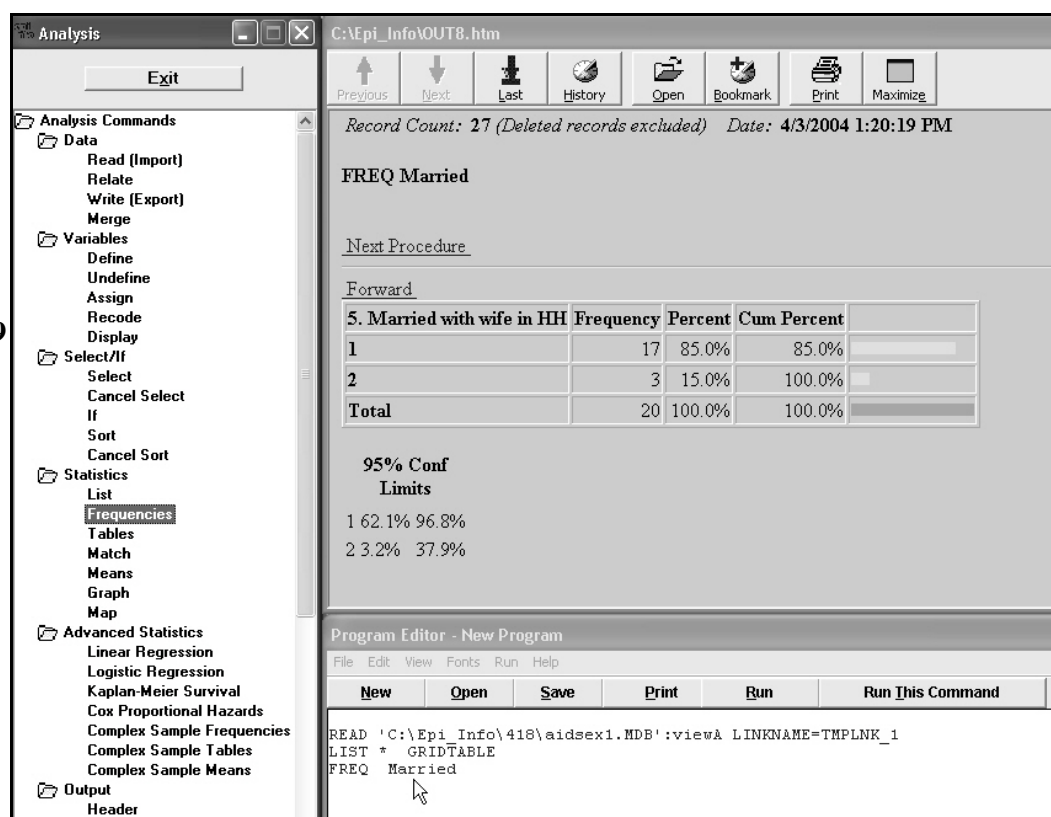 Analysis
Exit
Analysis Commands
Data
Read (Import)
Relate
Write (Export)
Merge
Variables
Define
Undefine
Assign
Recode
Display
Select/If
Select
Cancel Select
If
Sort
Cancel Sort
Statistics
List
Frequencies
Tables
Match
Means
Graph
Map
Advanced Statistics
Linear Regression
Logistic Regression
Kaplan-Meier Survival
Cox Proportional Hazards
Complex Sample Frequencies
Complex Sample Tables
Complex Sample Means
Output
Header
C:\Epi_Info\OUT8.htm
Previous Next Last History Open Bookmark Print Maximize
Record Count: 27 (Deleted records excluded) Date: 4/3/2004 1:20:19 PM
FREQ Married
Next Procedure
Forward
5. Married with wife in HH Frequency Percent Cum Percent
1 17 85.0% 85.0%
2 3 15.0% 100.0%
Total 20 100.0% 100.0%
95% Conf
Limits
1 62.1% 96.8%
2 3.2% 37.9%
Program Editor - New Program
File Edit View Fonts Run Help
New Open Save Print Run Run This Command
READ 'C:\Epi_Info\418\aidsex1.MDB':viewA LINKNAME=TMPLNK_1
LIST * GRIDTABLE
FREQ Married